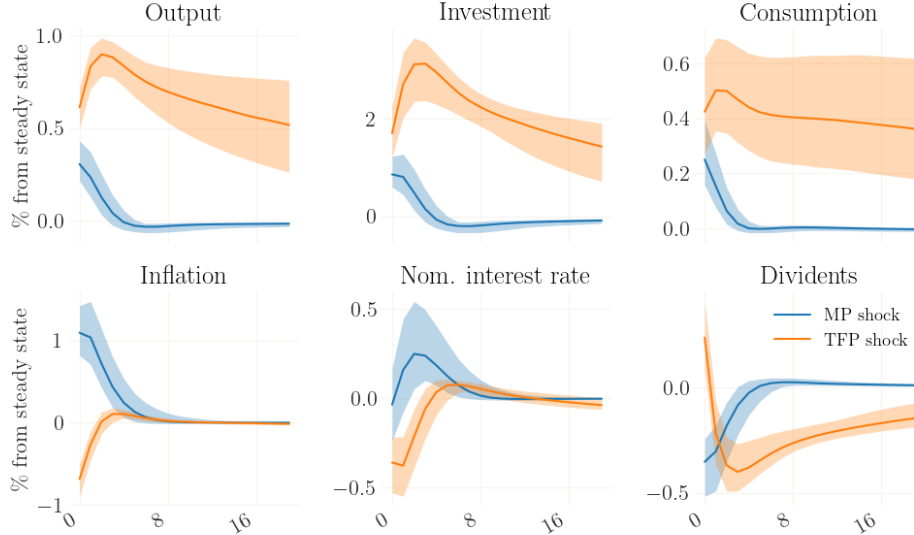 Output
Investment
Consumption
% from steady state
1.0
0.5
0.0
2
0
0.6
0.4
0.2
0.0
Inflation
Nom. interest rate
Dividents
% from steady state
1
0
−1
0.5
0.0
−0.5
0.0
−0.5
MP shock
TFP shock
0
8
16
0
8
16
0
8
16